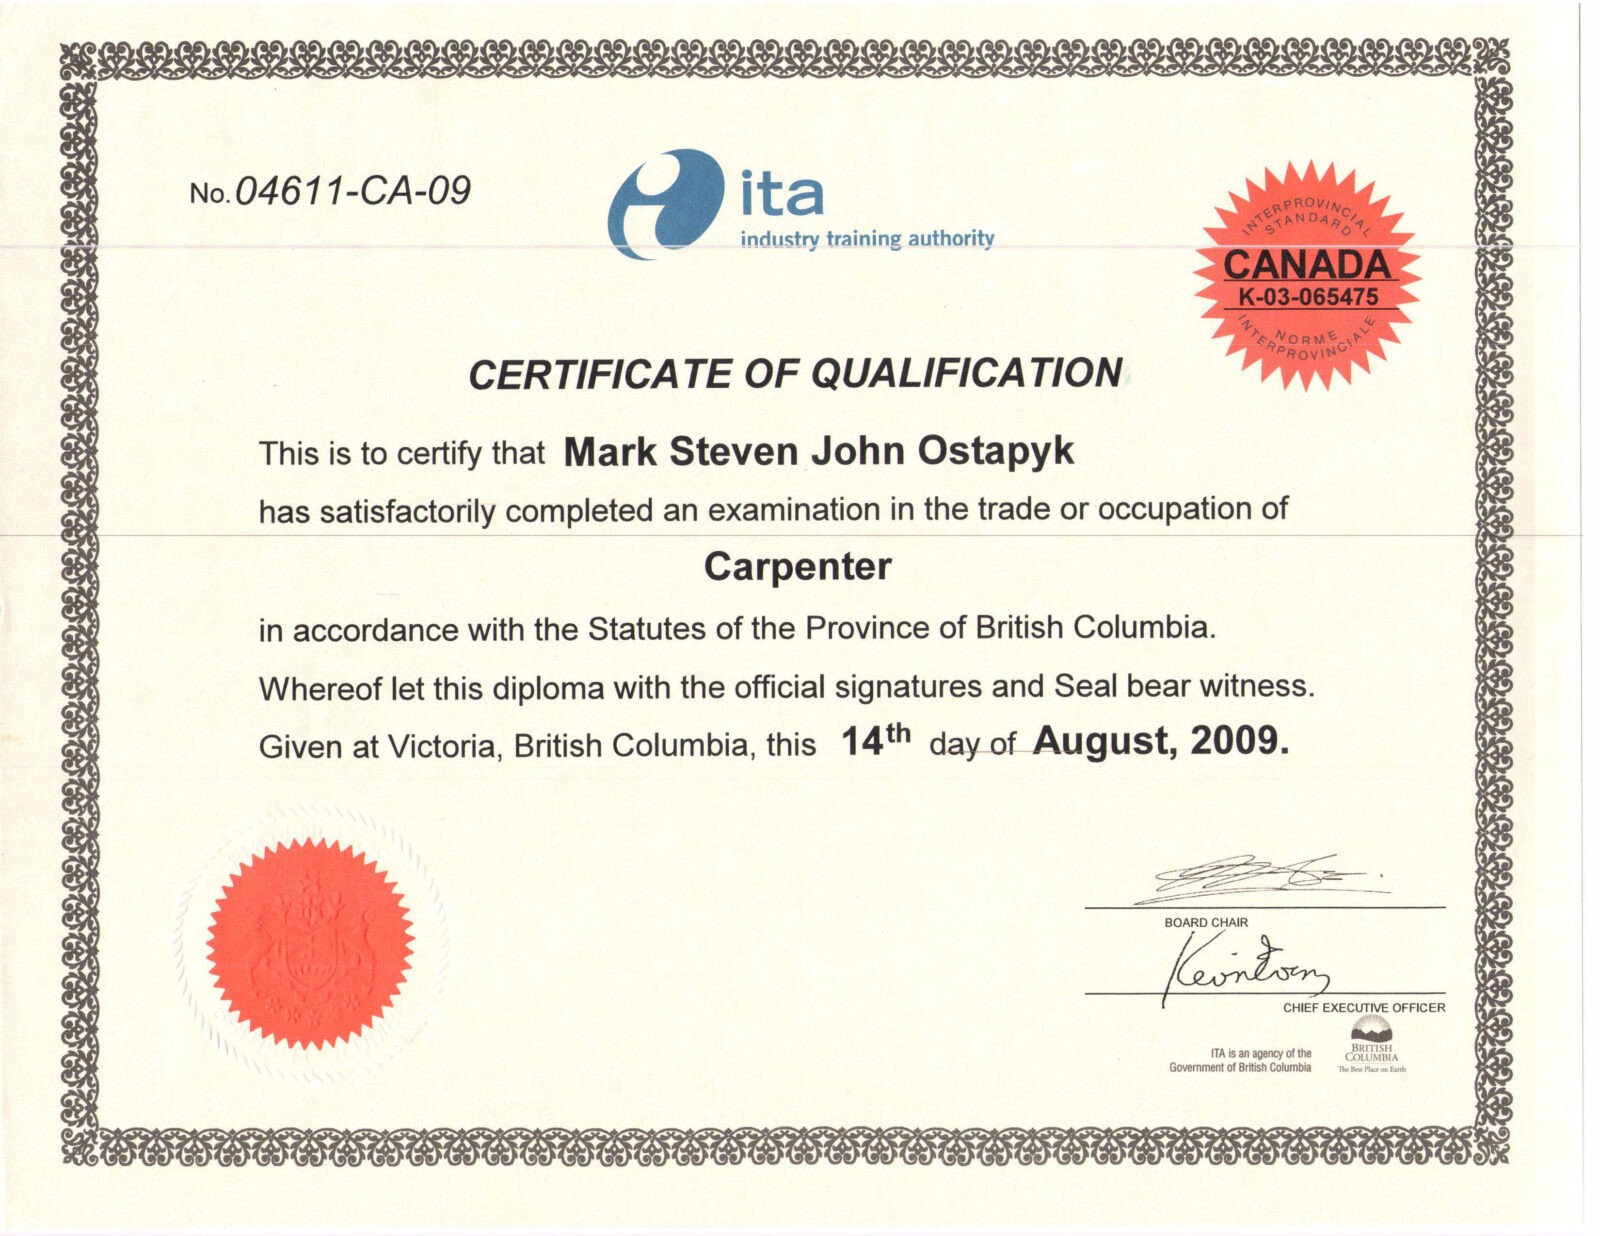 No. 04611-CA-09
ita
industry training authority
INTERPROVINCIAL
STANDARD
CANADA
K-03-065475
NORME
INTERPROVINCIALE
CERTIFICATE OF QUALIFICATION
This is to certify that Mark Steven John Ostapyk
has satisfactorily completed an examination in the trade or occupation of
Carpenter
in accordance with the Statutes of the Province of British Columbia.
Whereof let this diploma with the official signatures and Seal bear witness.
Given at Victoria, British Columbia, this 14th day of August, 2009.
BOARD CHAIR
CHIEF EXECUTIVE OFFICER
ITA is an agency of the
Government of British Columbia
BRITISH
COLUMBIA
The Best Place on Earth